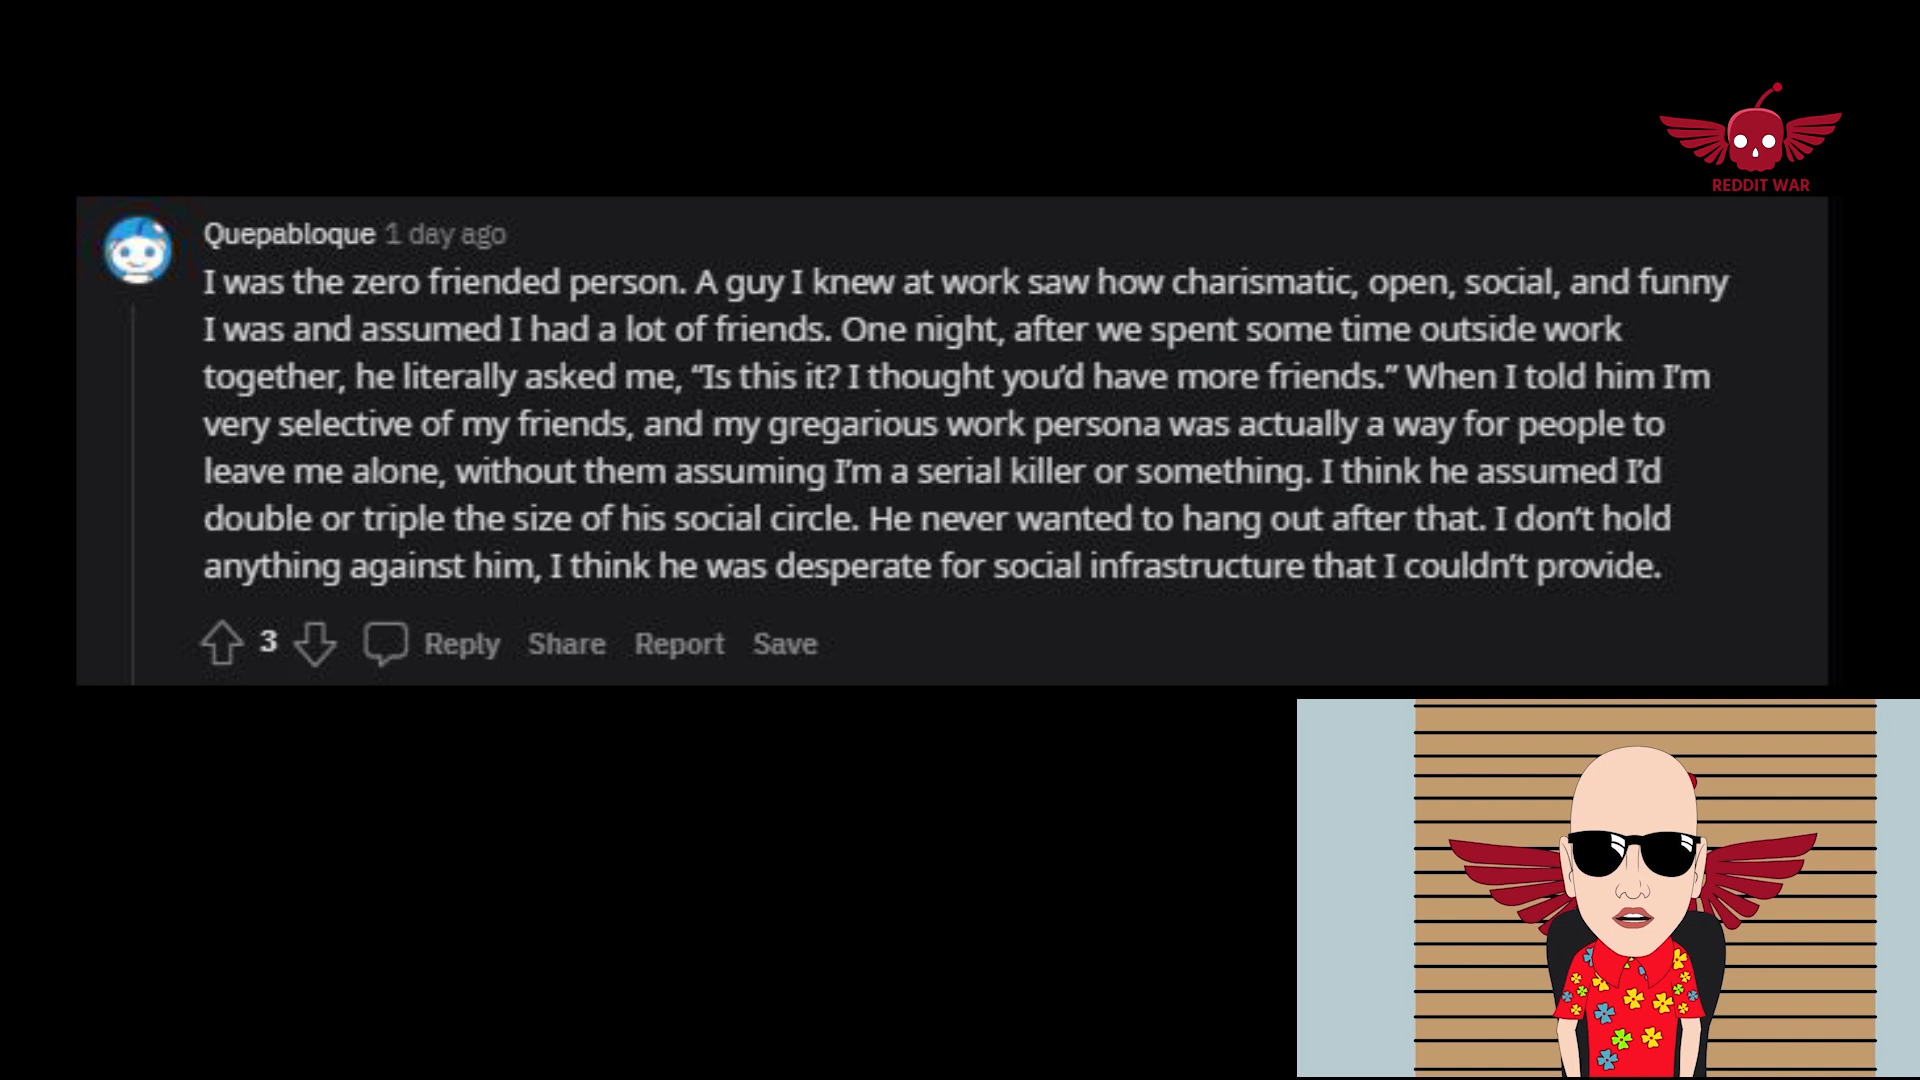 REDDIT WAR
Quepabloque 1 day ago
I was the zero friended person. A guy I knew at work saw how charismatic, open, social, and funny
I was and assumed I had a lot of friends. One night, after we spent some time outside work
together, he literally asked me, “Is this it? I thought you’d have more friends.” When I told him I’m
very selective of my friends, and my gregarious work persona was actually a way for people to
leave me alone, without them assuming I’m a serial killer or something. I think he assumed I’d
double or triple the size of his social circle. He never wanted to hang out after that. I don’t hold
anything against him, I think he was desperate for social infrastructure that I couldn’t provide.
3 Reply Share Report Save